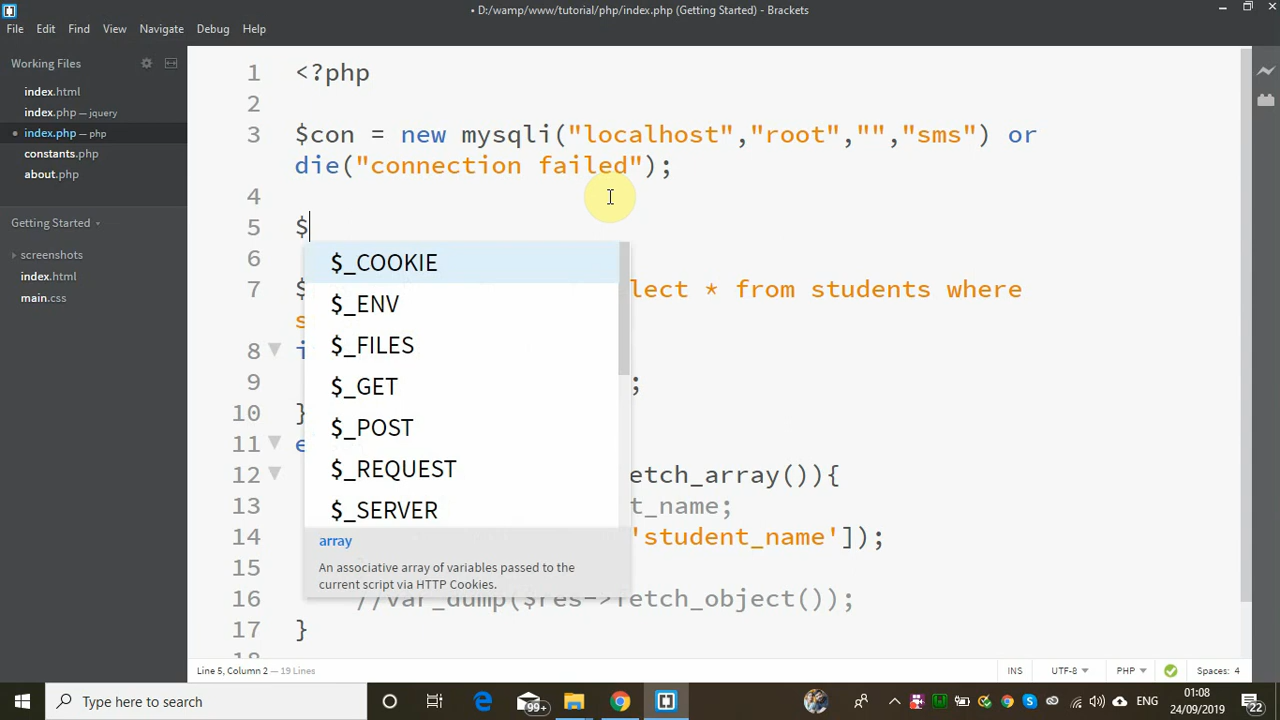 • D:/wamp/www/tutorial/php/index.php (Getting Started) - Brackets
File Edit Find View Navigate Debug Help
Working Files
index.html
index.php — jquery
• index.php — php
constants.php
about.php
Getting Started
screenshots
index.html
main.css
1 <?php
2
3 $con = new mysqli("localhost","root","","sms") or
die("connection failed");
4
5 $
6
7 $ lect * from students where
s
8 i
9 ;
10 }
11 e
12 etch_array()){
13 t_name;
14 'student_name']);
15
16 //var_dump($res->fetch_object());
17 }
$_COOKIE
$_ENV
$_FILES
$_GET
$_POST
$_REQUEST
$_SERVER
array
An associative array of variables passed to the
current script via HTTP Cookies.
Line 5, Column 2 — 19 Lines
INS UTF-8 PHP Spaces: 4
Type here to search
99+
ENG
01:08
24/09/2019
22